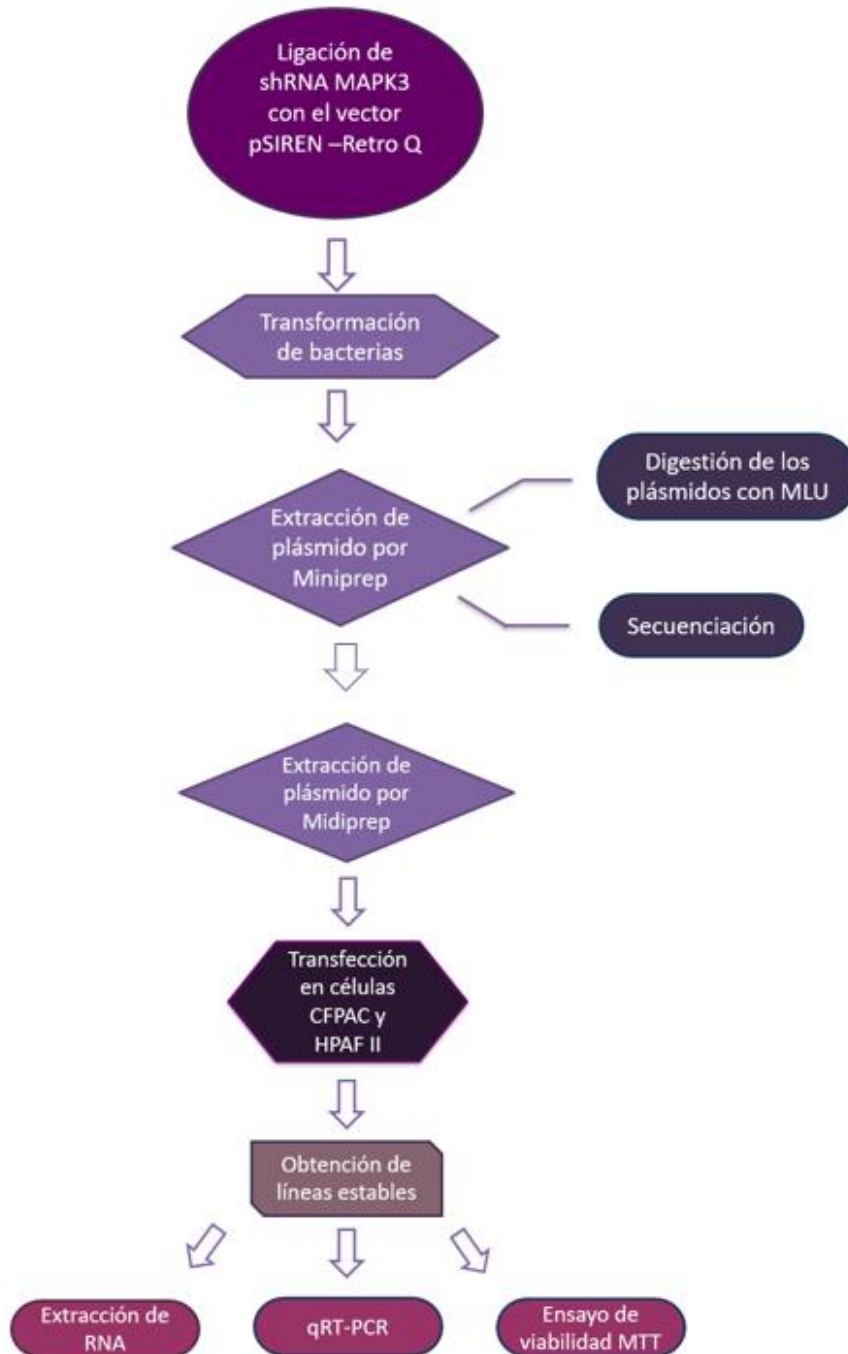 Ligación de
shRNA MAPK3
con el vector
pSIREN –Retro Q
Transformación
de bacterias
Extracción de
plásmido por
Miniprep
Digestión de los
plásmidos con MLU
Secuenciación
Extracción de
plásmido por
Midiprep
Transfección
en células
CFPAC y
HPAF II
Obtención de
líneas estables
Extracción de
RNA
qRT-PCR
Ensayo de
viabilidad MTT